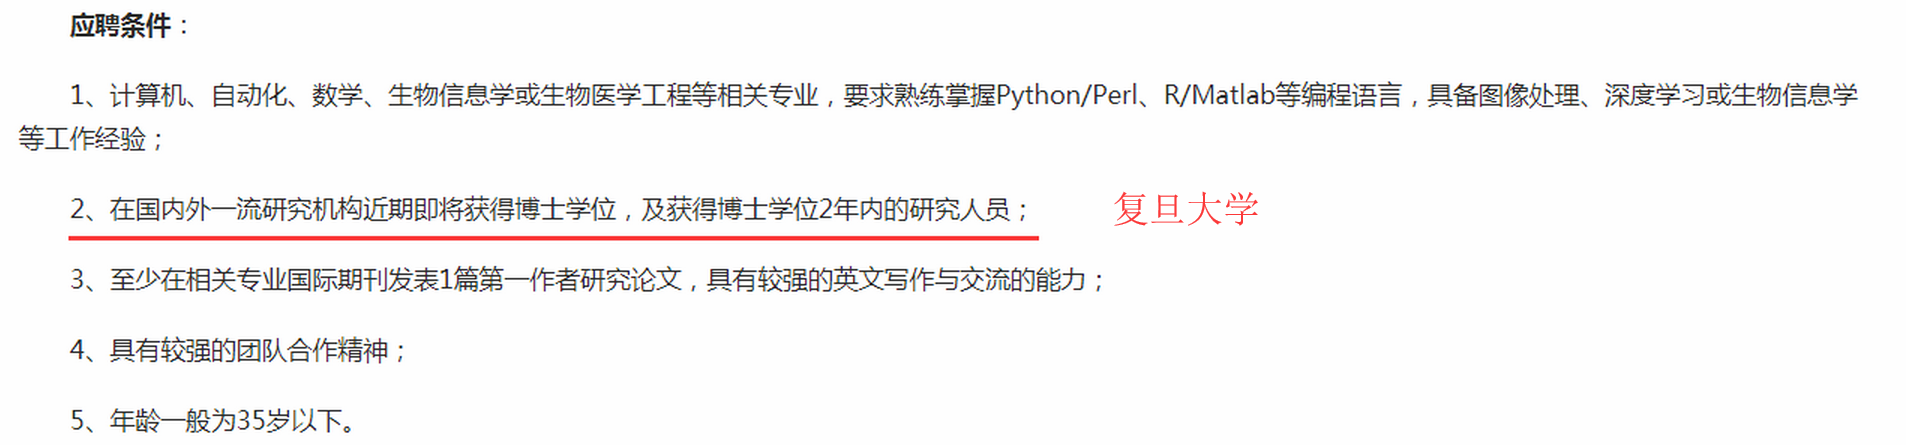 应聘条件：
1、计算机、自动化、数学、生物信息学或生物医学工程等相关专业，要求熟练掌握Python/Perl、R/Matlab等编程语言，具备图像处理、深度学习或生物信息学
等工作经验；
2、在国内外一流研究机构近期即将获得博士学位，及获得博士学位2年内的研究人员；
复旦大学
3、至少在相关专业国际期刊发表1篇第一作者研究论文，具有较强的英文写作与交流的能力；
4、具有较强的团队合作精神；
5、年龄一般为35岁以下。